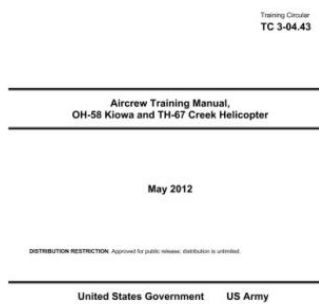 Training Circular
TC 3-04.43
Aircrew Training Manual,
OH-58 Kiowa and TH-67 Creek Helicopter
May 2012
DISTRIBUTION RESTRICTION: Approved for public release; distribution is unlimited.
United States Government US Army